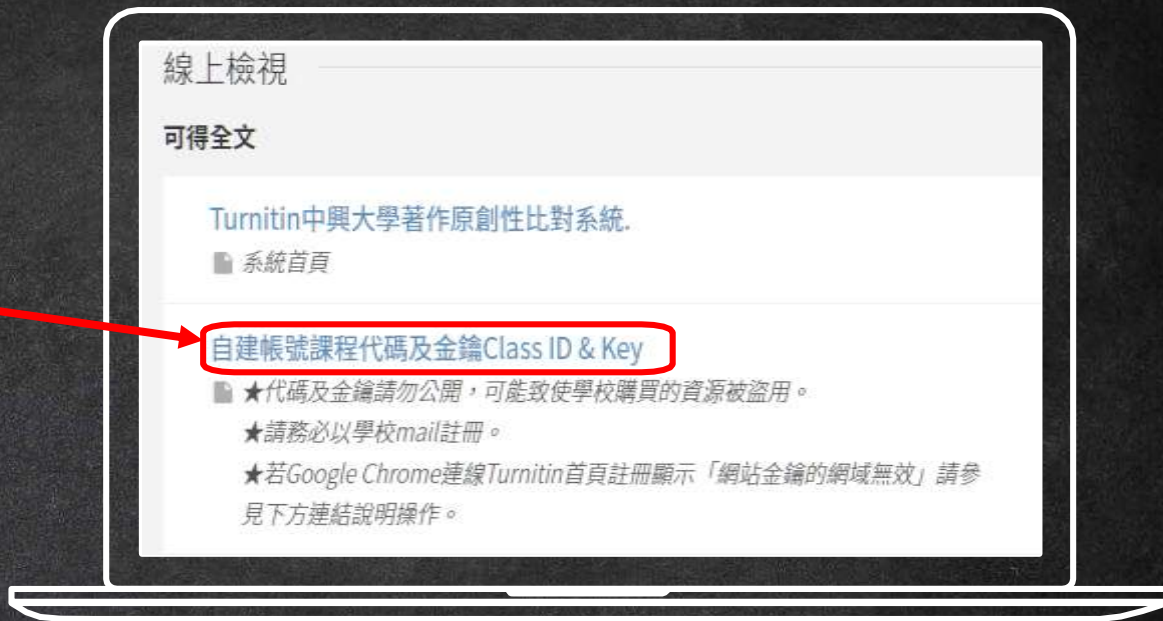 線上檢視
可得全文
Turnitin中興大學著作原創性比對系統.
系統首頁
自建帳號課程代碼及金鑰Class ID & Key
★代碼及金鑰請勿公開，可能致使學校購買的資源被盜用。
★請務必以學校mail註冊。
★若Google Chrome連線Turnitin首頁註冊顯示「網站金鑰的網域無效」請參
見下方連結說明操作。